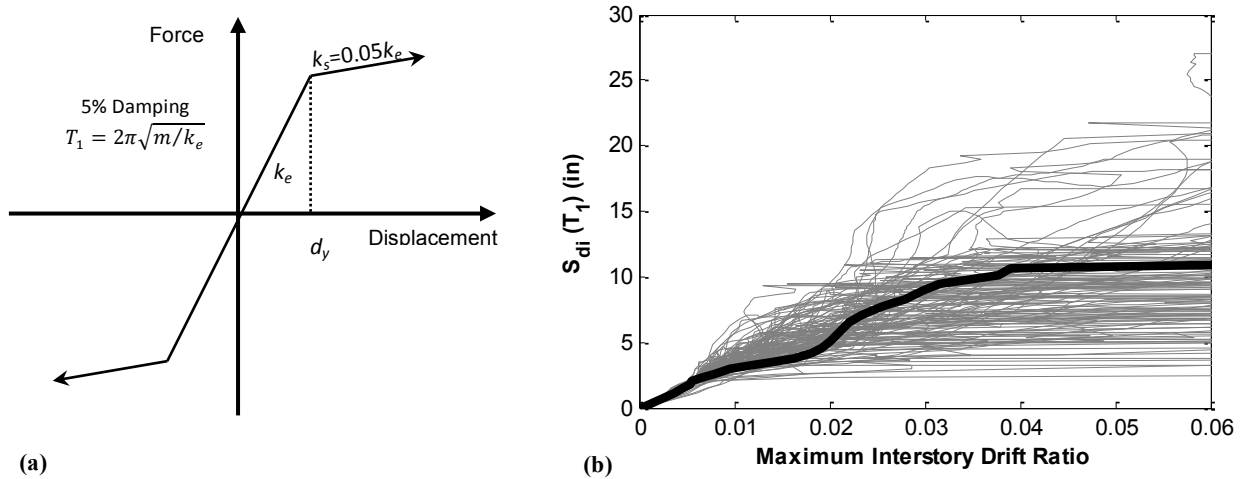 Force
k_s=0.05k_e
5% Damping
T_1 = 2π√m/k_e
k_e
Displacement
d_y
(a)
30
25
20
15
10
5
0
S_di (T_1) (in)
0 0.01 0.02 0.03 0.04 0.05 0.06
Maximum Interstory Drift Ratio
(b)